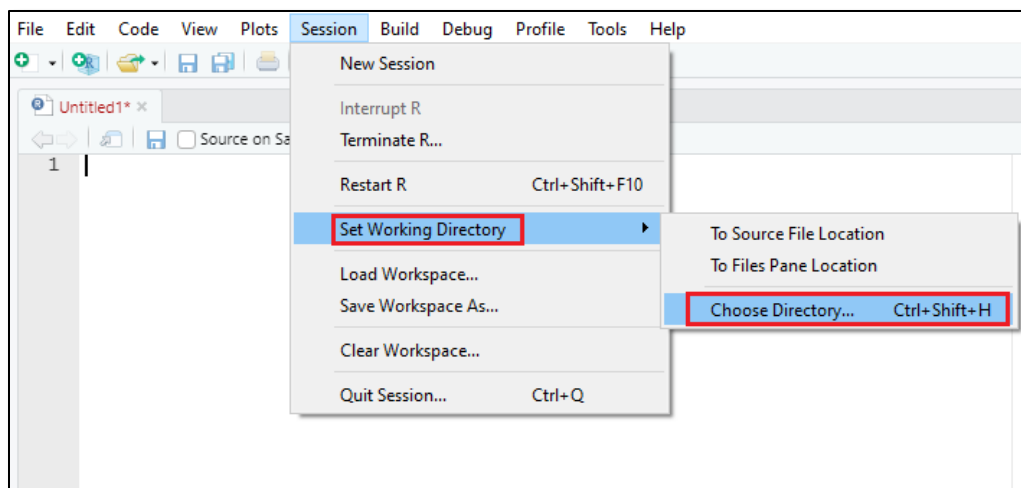 File Edit Code View Plots Session Build Debug Profile Tools Help
Untitled1*
Source on Sa
1
New Session
Interrupt R
Terminate R...
Restart R Ctrl+Shift+F10
Set Working Directory
To Source File Location
To Files Pane Location
Choose Directory... Ctrl+Shift+H
Load Workspace...
Save Workspace As...
Clear Workspace...
Quit Session... Ctrl+Q